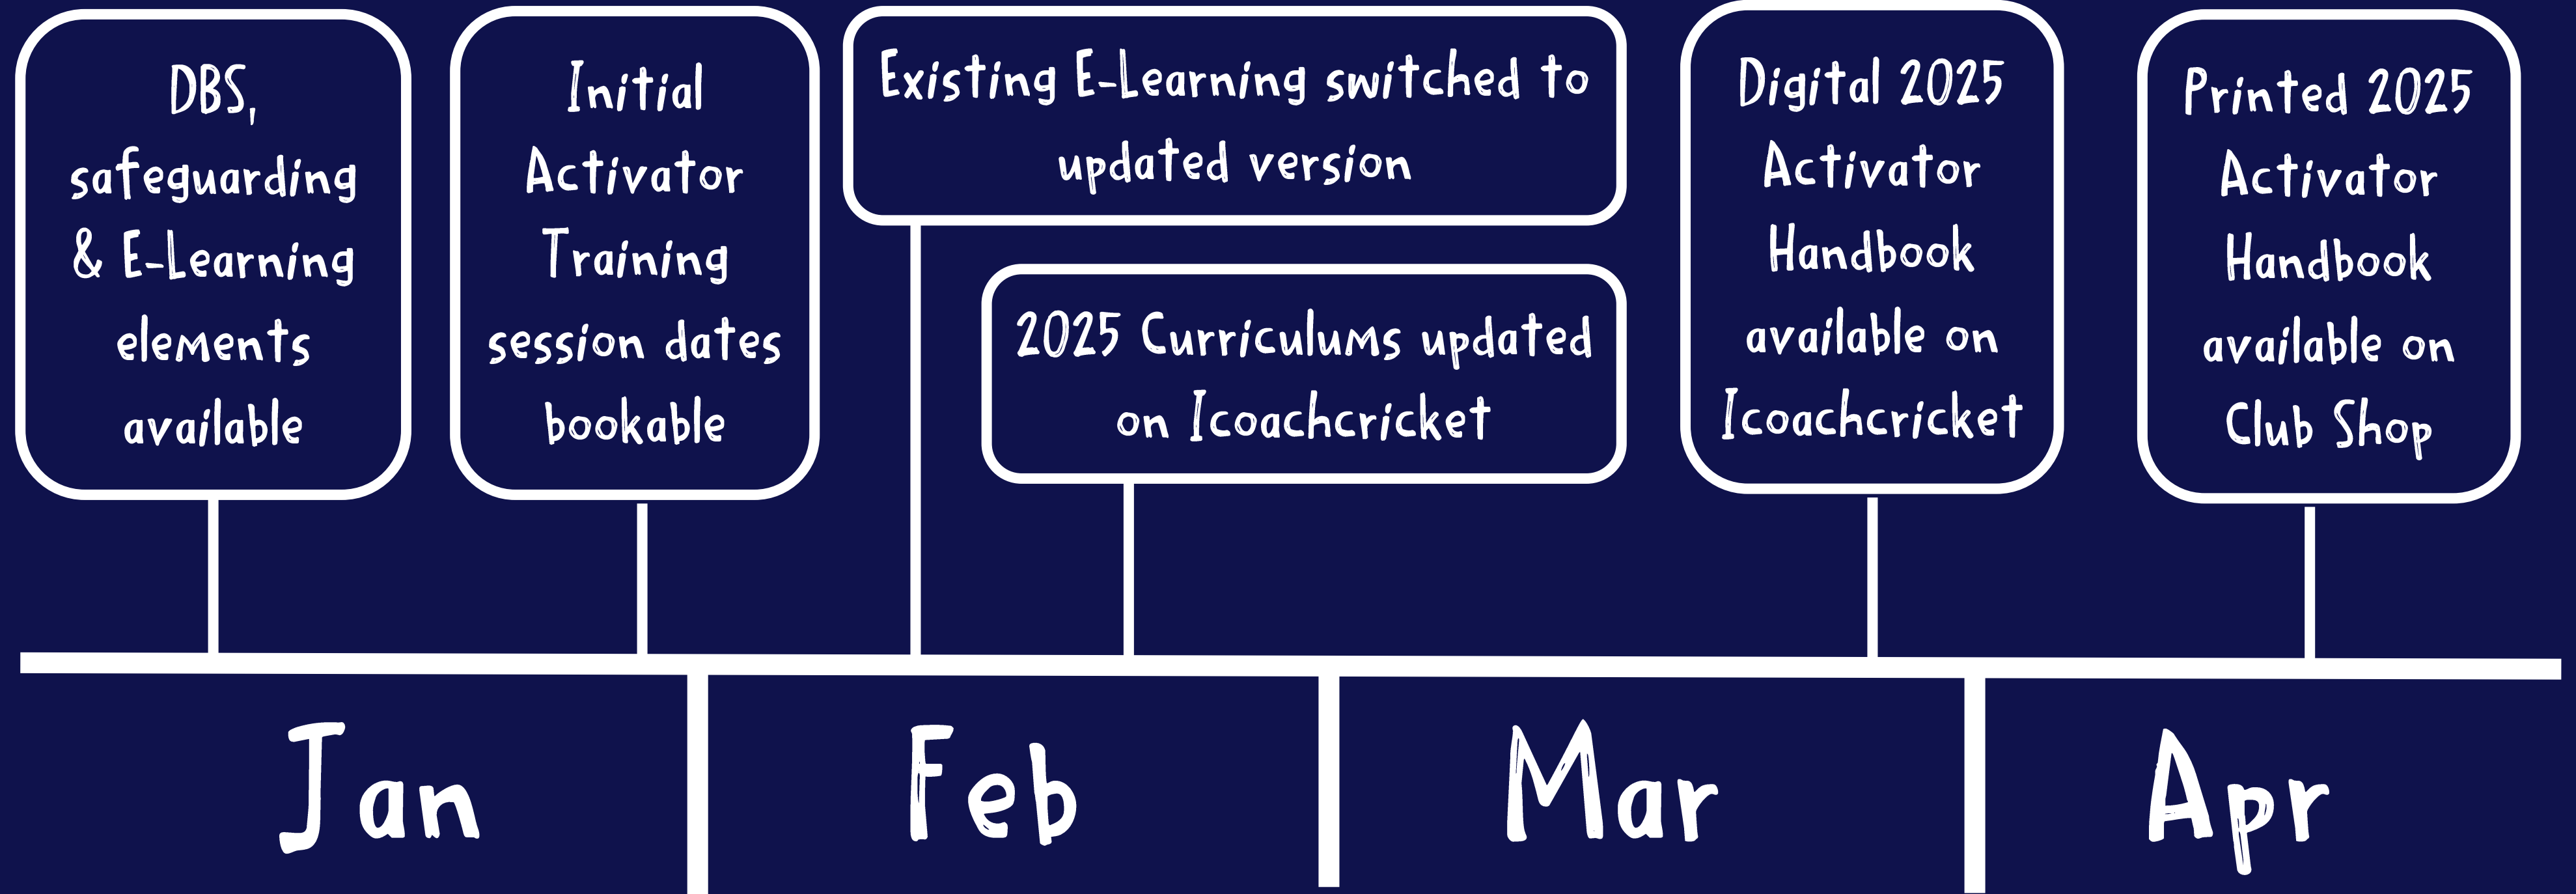 DBS,
safeguarding
& E-Learning
elements
available
Initial
Activator
Training
session dates
bookable
Existing E-Learning switched to
updated version
2025 Curriculums updated
on Icoachcricket
Digital 2025
Activator
Handbook
available on
Icoachcricket
Printed 2025
Activator
Handbook
available on
Club Shop
Jan
Feb
Mar
Apr